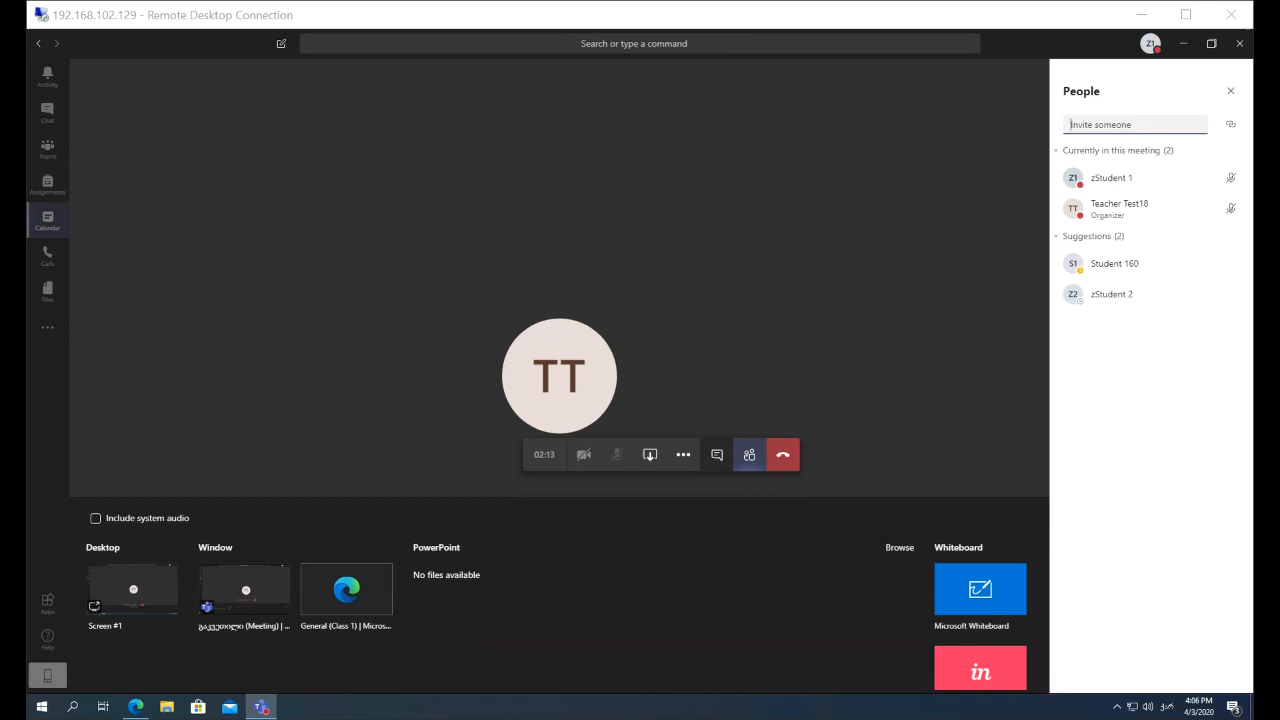 192.168.102.129 - Remote Desktop Connection
Search or type a command
Z1
Activity
Chat
Teams
Assignments
Calendar
Calls
Files
Apps
Help
People
Invite someone
Currently in this meeting (2)
Z1 zStudent 1
TT Teacher Test18
Organizer
Suggestions (2)
S1 Student 160
Z2 zStudent 2
TT
02:13
Include system audio
Desktop
Window
PowerPoint
Browse
Whiteboard
No files available
Screen #1
გაკვეთილი (Meeting) | ...
General (Class 1) | Micros...
Microsoft Whiteboard
in
4:06 PM
4/3/2020
3